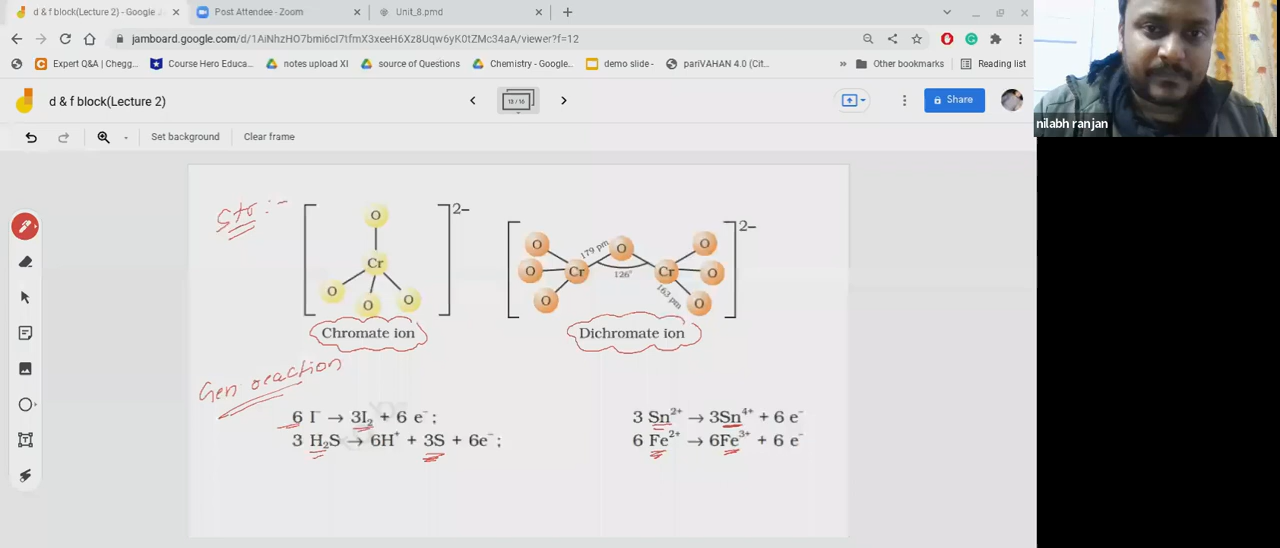 d & f block(Lecture 2) - Google J
Post Attendee - Zoom
Unit_8.pmd
jamboard.google.com/d/1AiNhzHO7bmi6cI7tfmX3xeeH6Xz8Uqw6yK0tZMc34aA/viewer?f=12
Expert Q&A | Chegg...
Course Hero Educa...
notes upload XI
source of Questions
Chemistry - Google...
demo slide -
pariVAHAN 4.0 (Cit...
»
Other bookmarks
Reading list
d & f block(Lecture 2)
13 / 16
Share
nilabh ranjan
Set background
Clear frame
Str :-
2–
O
Cr
O O O
Chromate ion
2–
O O O
179 pm
O Cr 126° Cr O
163 pm
O O
Dichromate ion
Gen reaction
6 I⁻ → 3I₂ + 6 e⁻;
3 Sn²⁺ → 3Sn⁴⁺ + 6 e⁻
3 H₂S → 6H⁺ + 3S + 6e⁻;
6 Fe²⁺ → 6Fe³⁺ + 6 e⁻